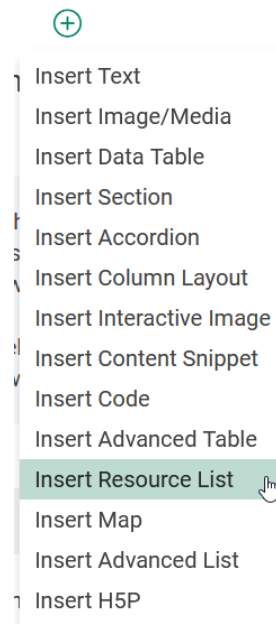 Insert Text
Insert Image/Media
Insert Data Table
Insert Section
Insert Accordion
Insert Column Layout
Insert Interactive Image
Insert Content Snippet
Insert Code
Insert Advanced Table
Insert Resource List
Insert Map
Insert Advanced List
Insert H5P